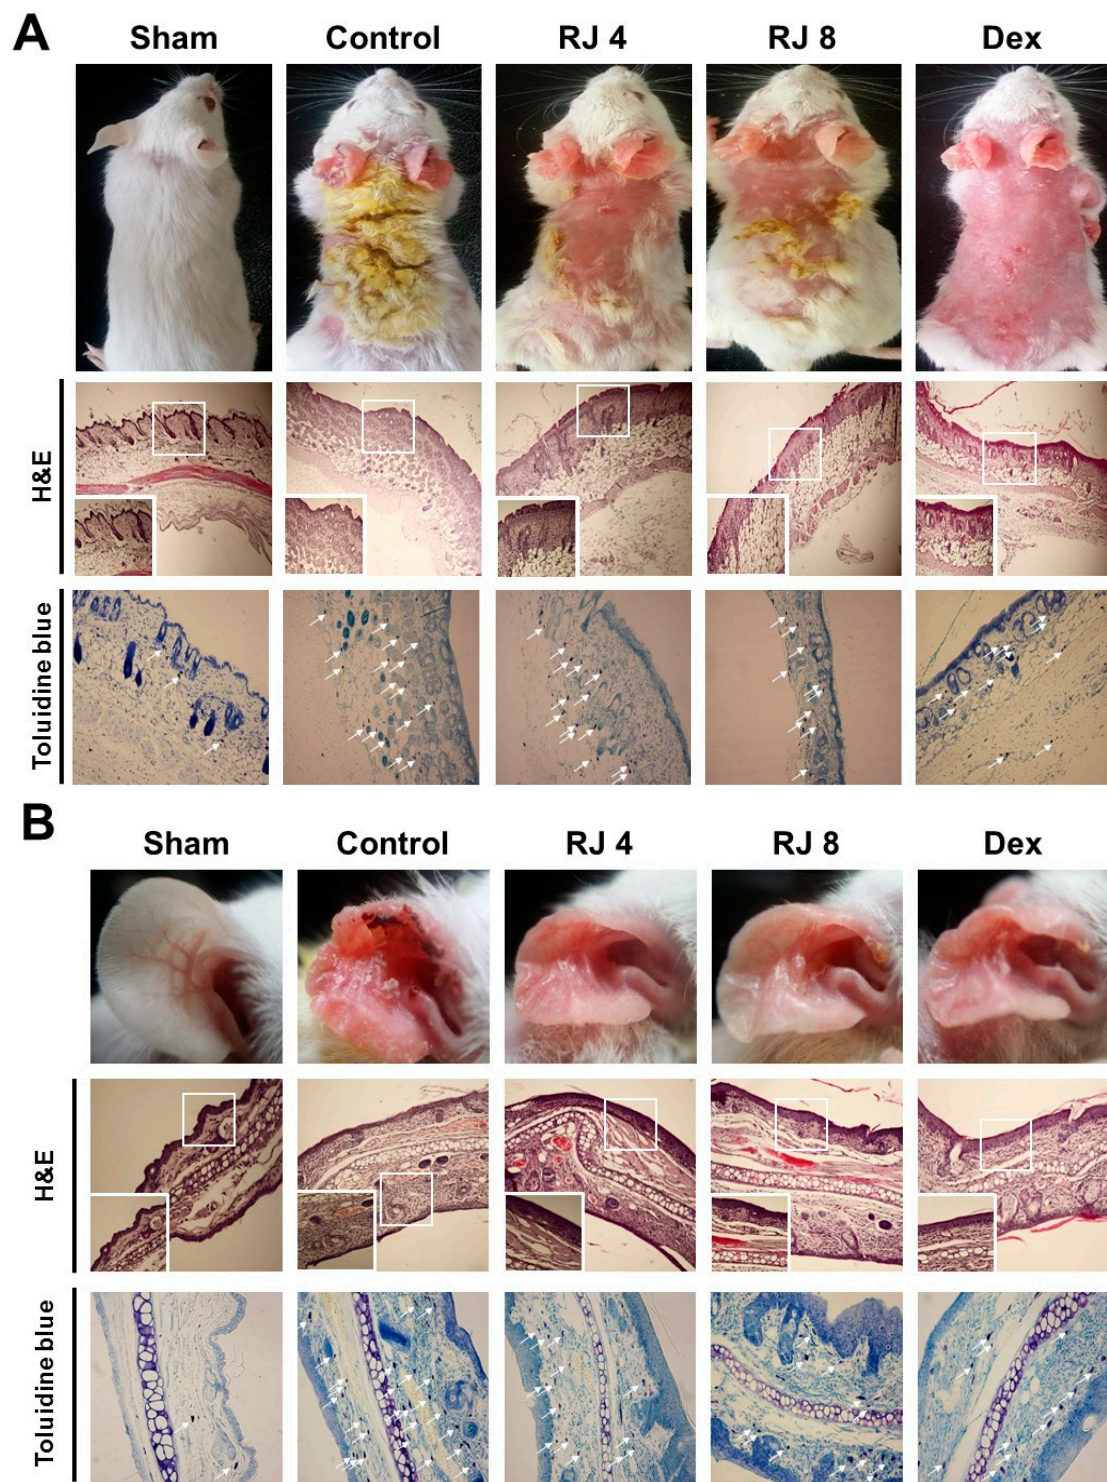 A
Sham Control RJ 4 RJ 8 Dex
H&E
Toluidine blue
B
Sham Control RJ 4 RJ 8 Dex
H&E
Toluidine blue